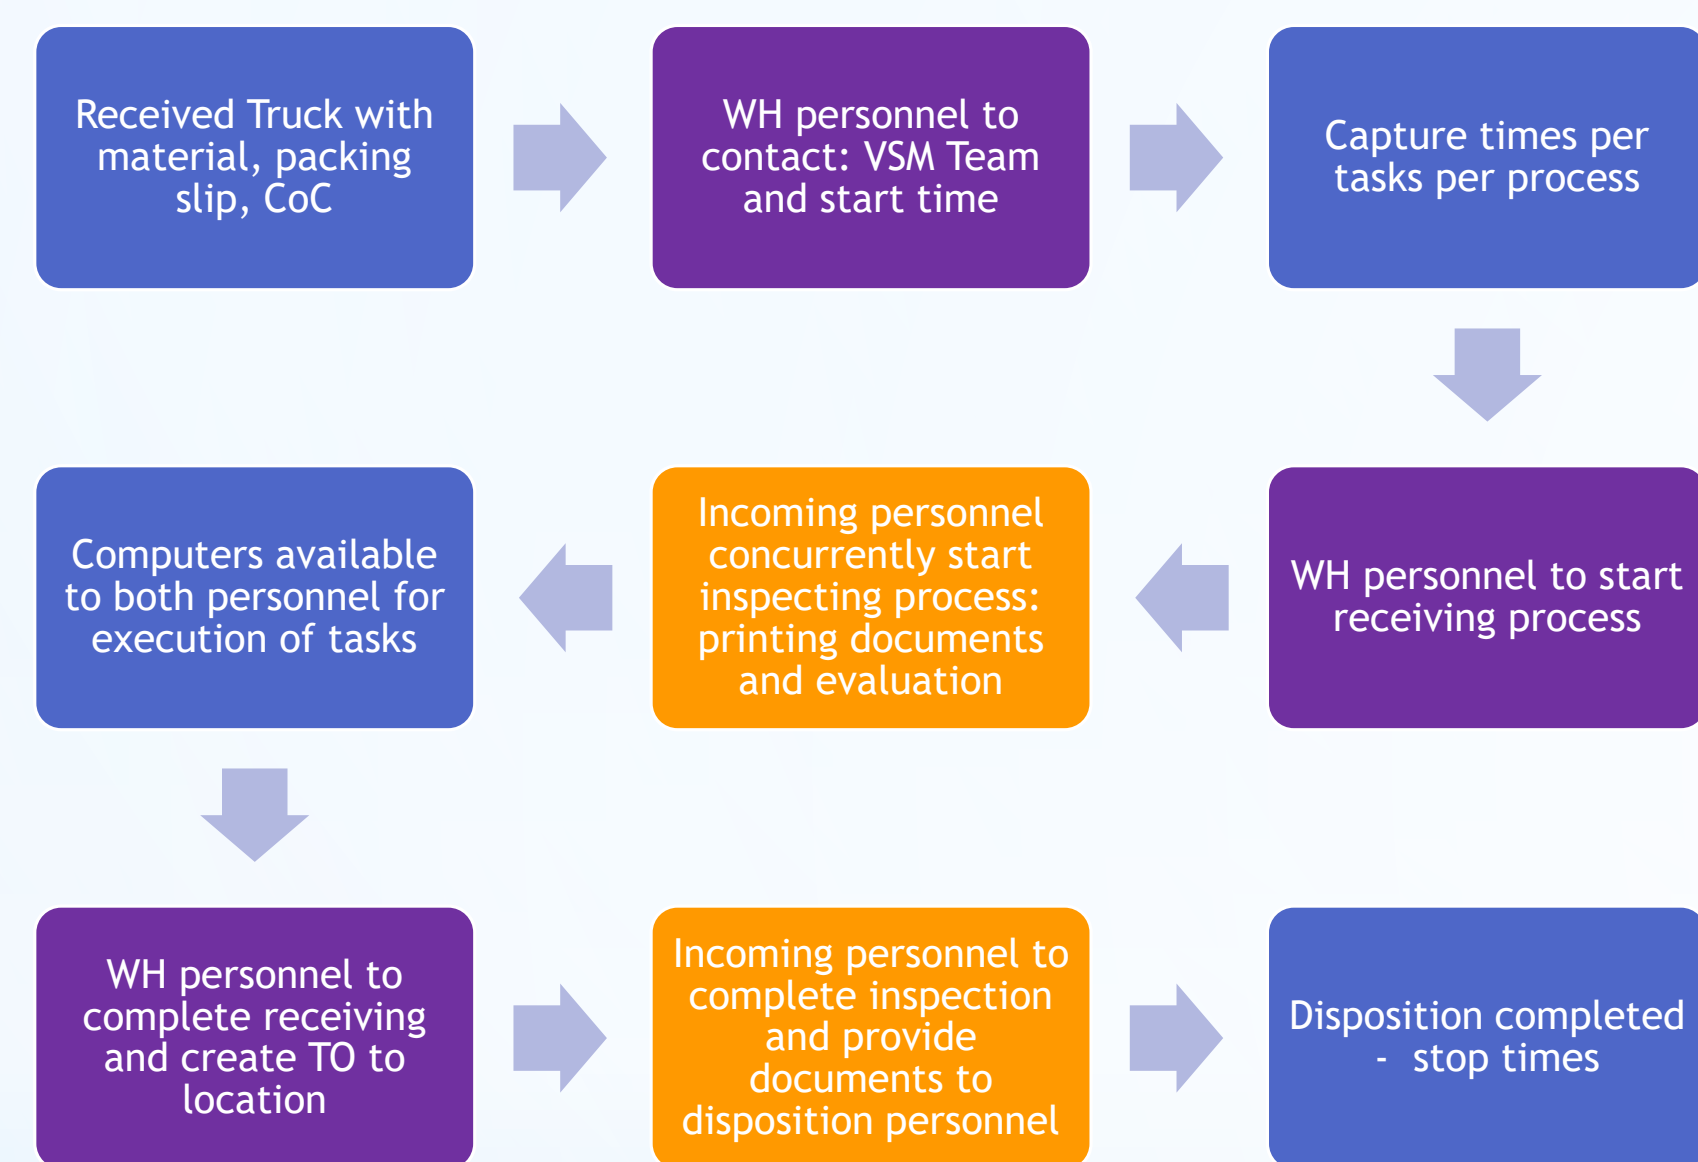 Received Truck with
material, packing
slip, CoC
WH personnel to
contact: VSM Team
and start time
Capture times per
tasks per process
WH personnel to start
receiving process
Incoming personnel
concurrently start
inspecting process:
printing documents
and evaluation
Computers available
to both personnel for
execution of tasks
WH personnel to
complete receiving
and create TO to
location
Incoming personnel to
complete inspection
and provide
documents to
disposition personnel
Disposition completed
- stop times